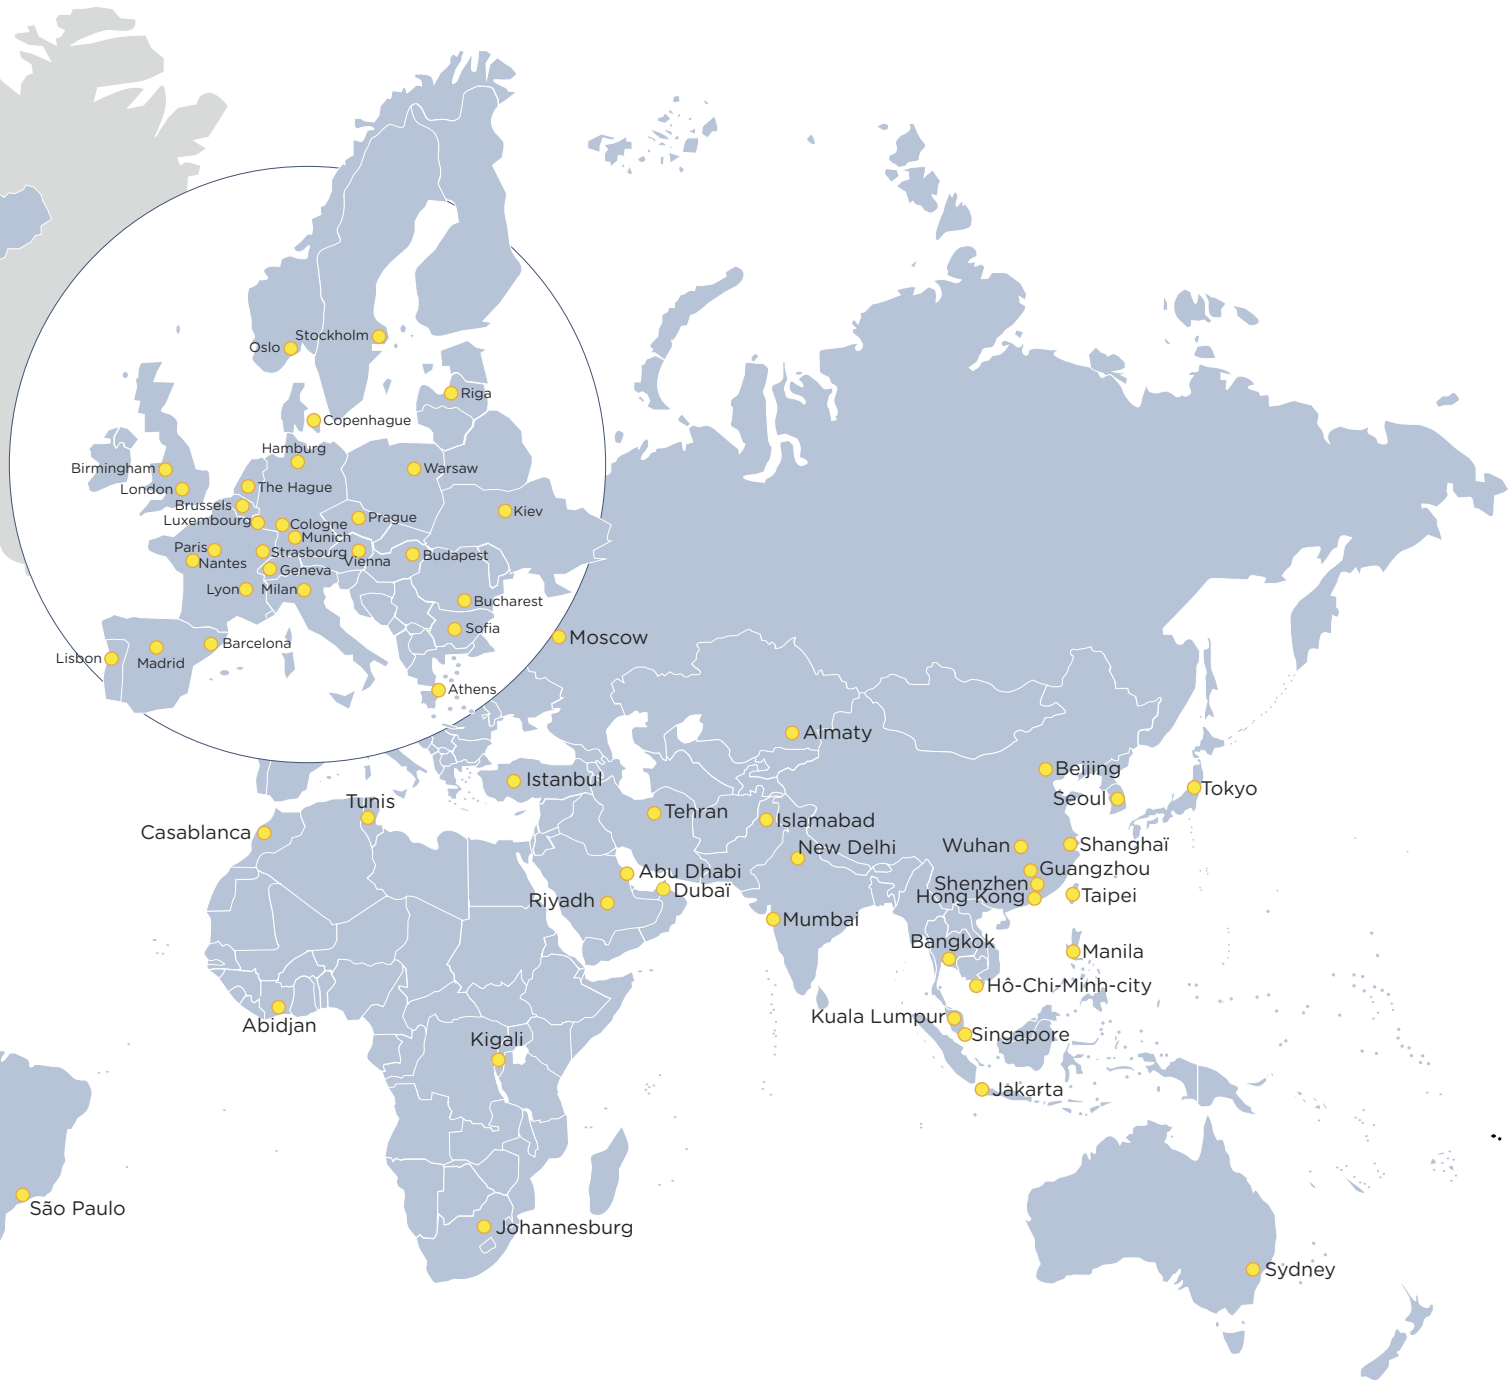 Stockholm
Oslo
Riga
Copenhague
Hamburg
Birmingham
Warsaw
London
The Hague
Brussels
Kiev
Luxembourg
Cologne
Prague
Munich
Paris
Strasbourg
Nantes
Vienna
Budapest
Geneva
Lyon
Milan
Bucharest
Sofia
Moscow
Barcelona
Lisbon
Madrid
Athens
Almaty
Beijing
Istanbul
Tokyo
Seoul
Tunis
Tehran
Islamabad
Casablanca
New Delhi
Wuhan
Shanghaï
Abu Dhabi
Guangzhou
Dubaï
Shenzhen
Riyadh
Hong Kong
Taipei
Mumbai
Bangkok
Manila
Hô-Chi-Minh-city
Kuala Lumpur
Abidjan
Singapore
Kigali
Jakarta
São Paulo
Johannesburg
Sydney